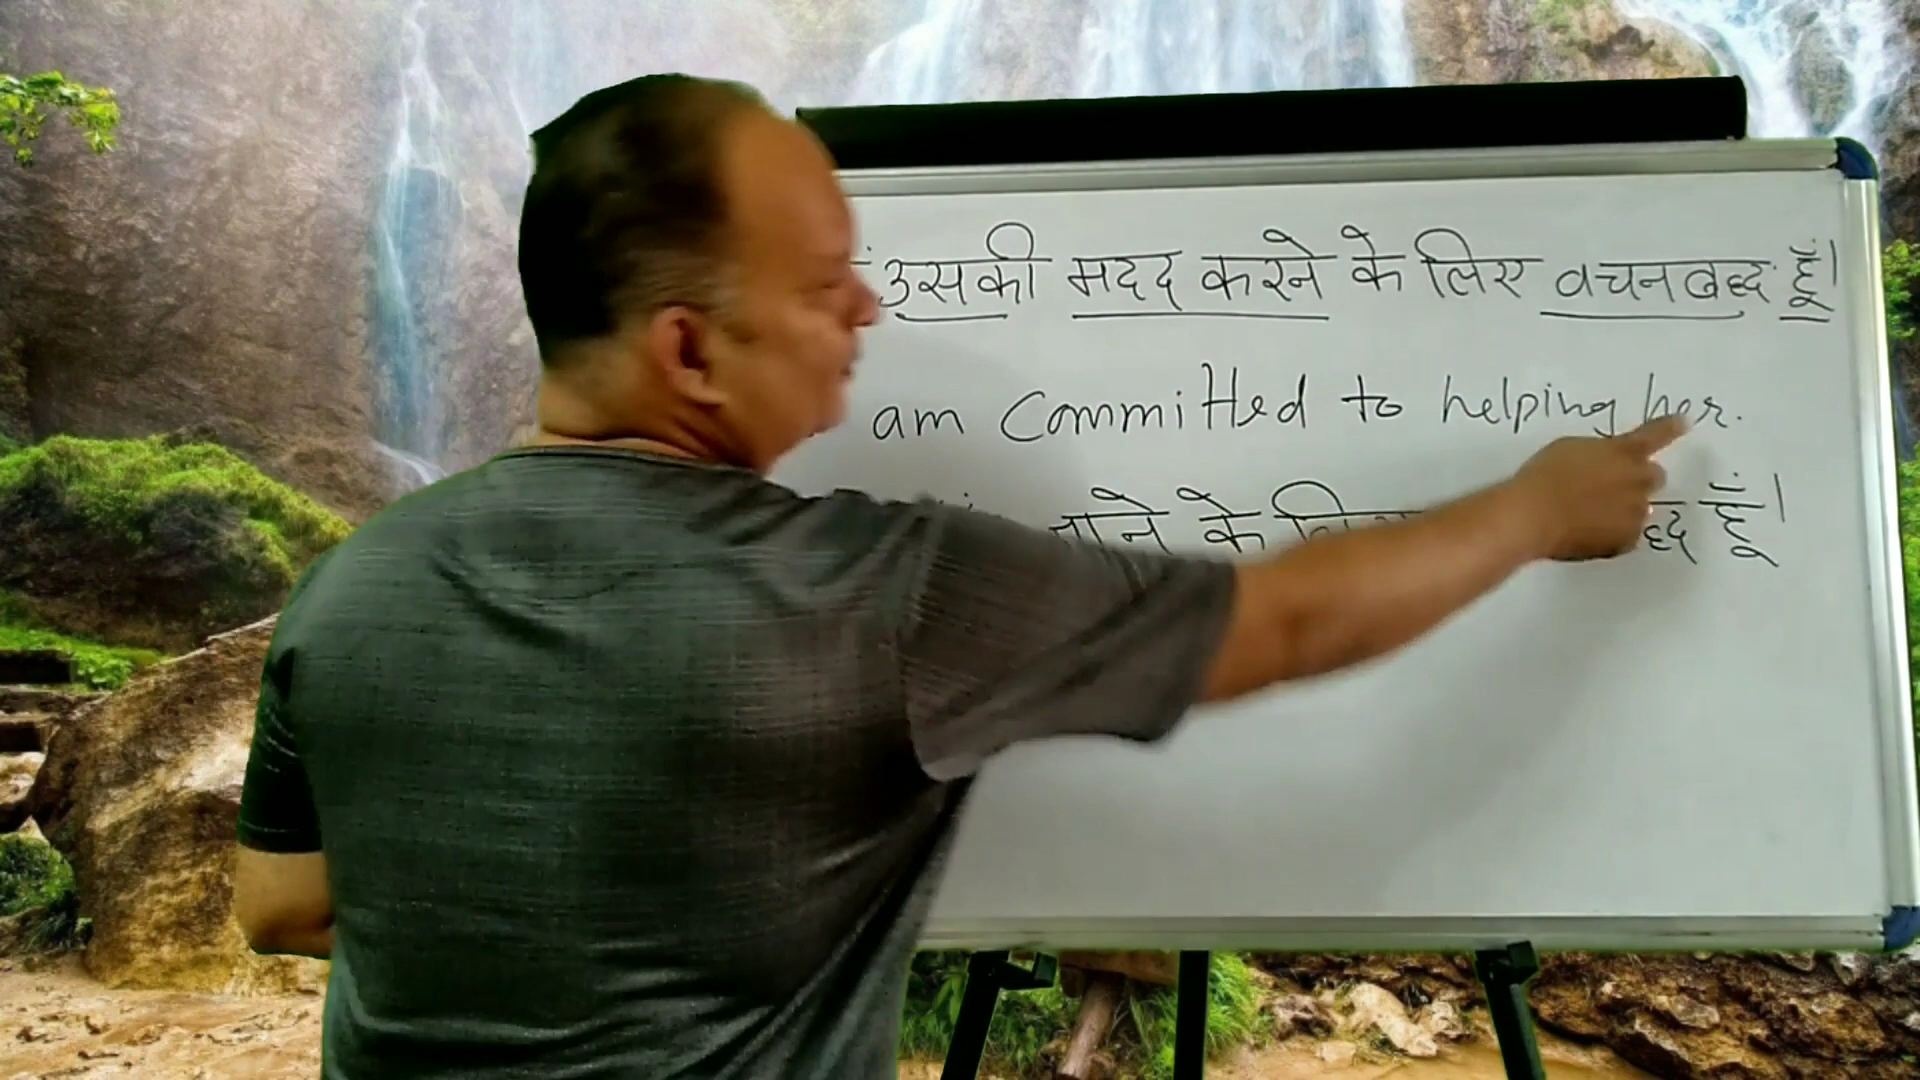 उसकी मदद करने के लिए वचनबद्ध हूँ।
am committed to helping her.
के हूँ।